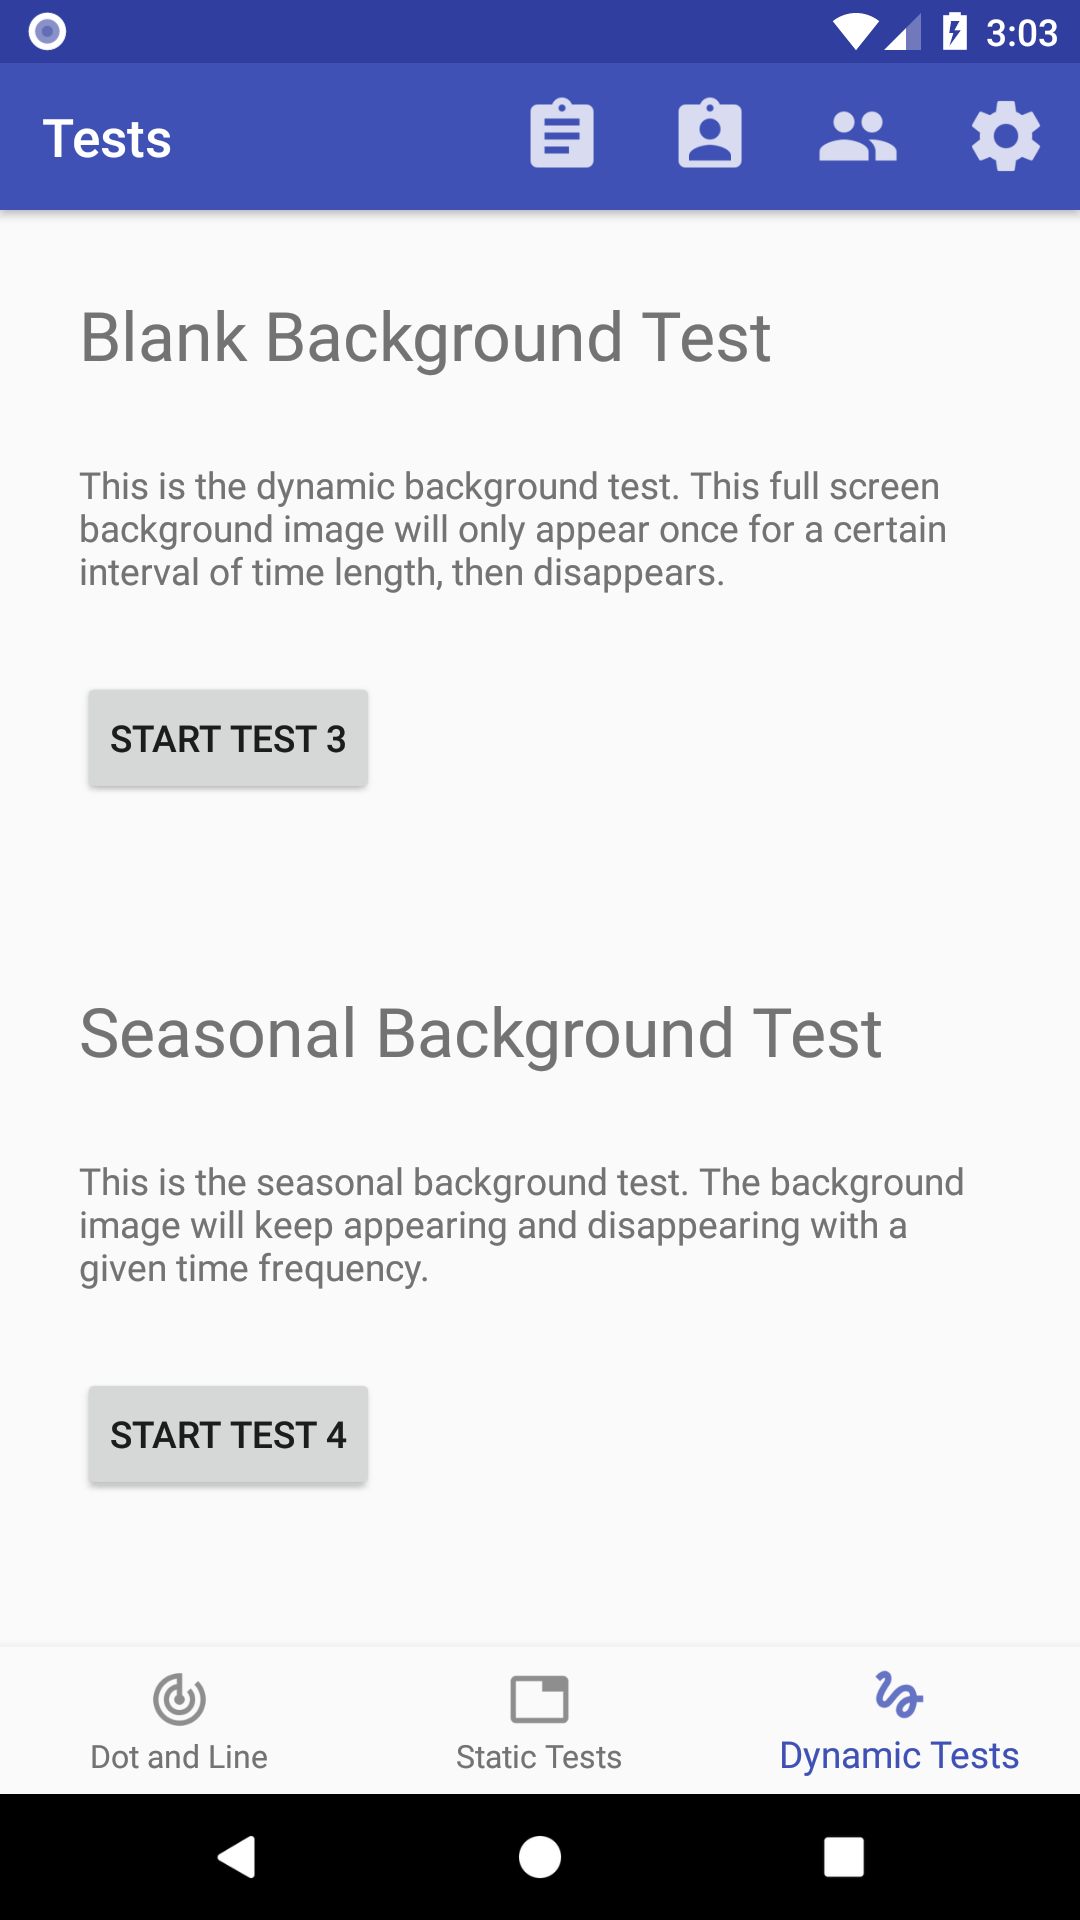 3:03
Tests
Blank Background Test
This is the dynamic background test. This full screen
background image will only appear once for a certain
interval of time length, then disappears.
START TEST 3
Seasonal Background Test
This is the seasonal background test. The background
image will keep appearing and disappearing with a
given time frequency.
START TEST 4
Dot and Line
Static Tests
Dynamic Tests